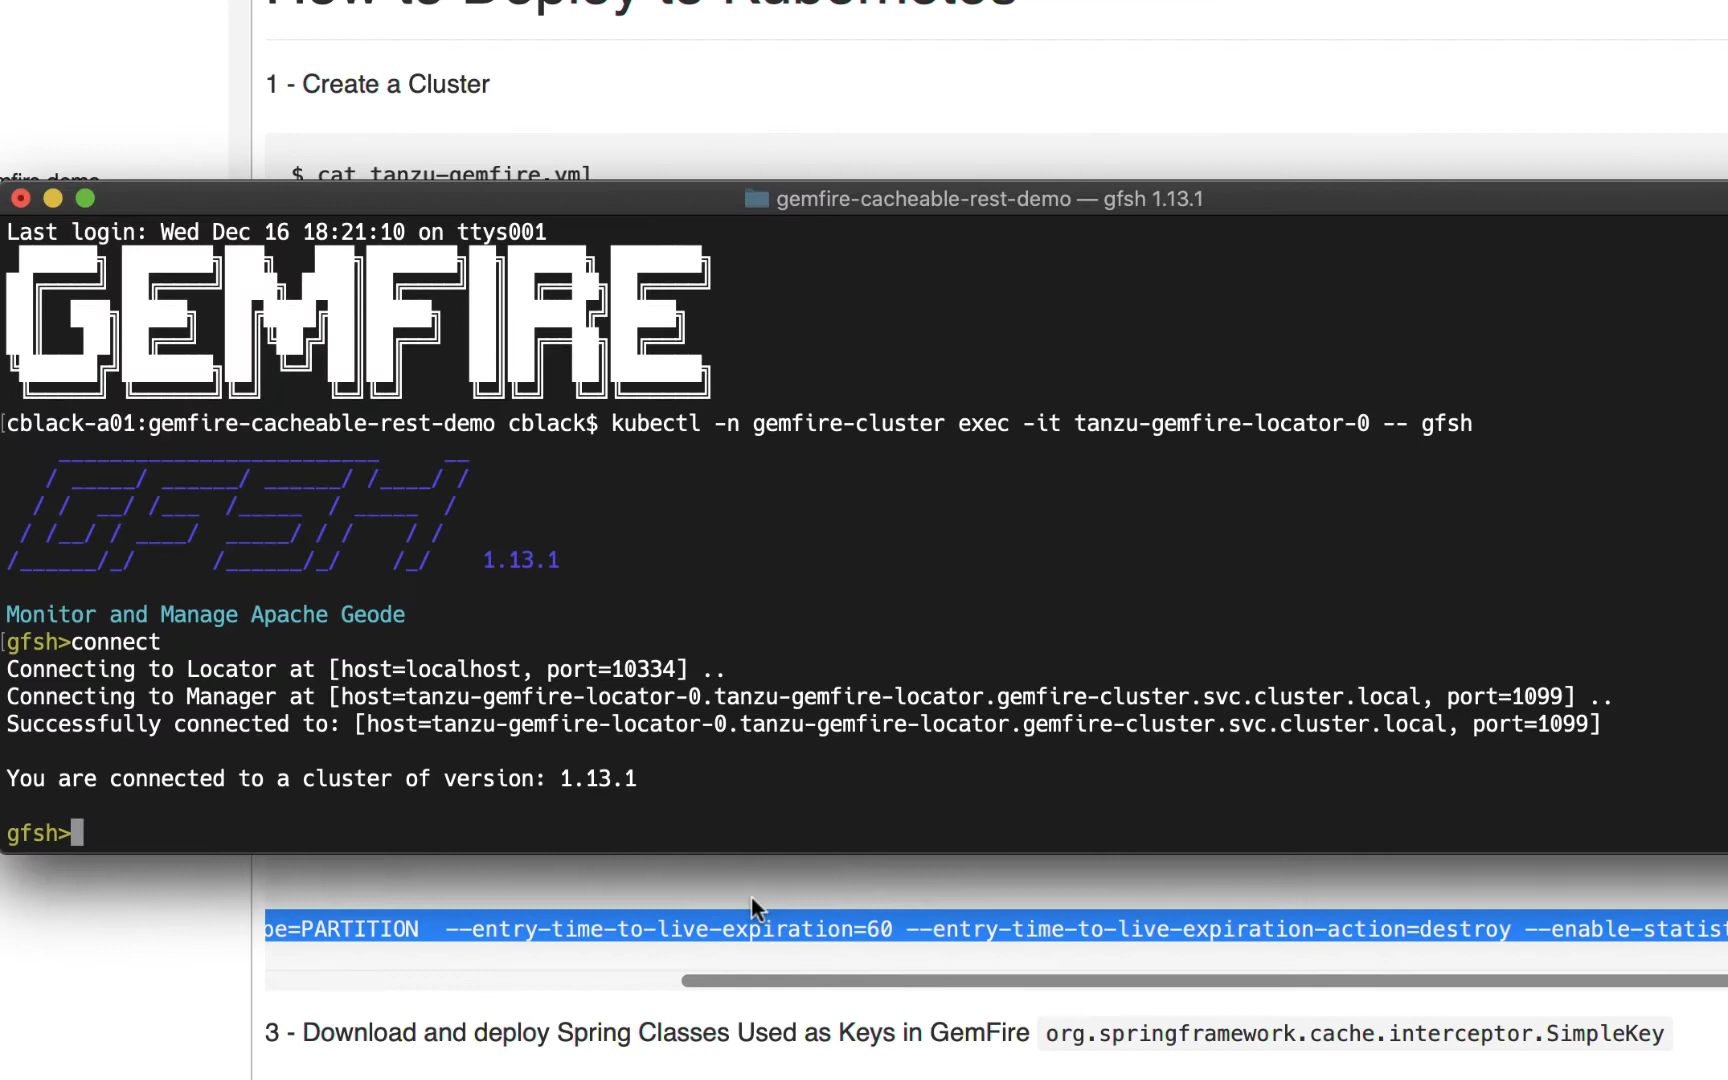 How to Deploy to Kubernetes
1 - Create a Cluster
$ cat tanzu-gemfire.yml
gemfire-cacheable-rest-demo — gfsh 1.13.1
Last login: Wed Dec 16 18:21:10 on ttys001
GEMFIRE
cblack-a01:gemfire-cacheable-rest-demo cblack$ kubectl -n gemfire-cluster exec -it tanzu-gemfire-locator-0 -- gfsh
GFSH 1.13.1
Monitor and Manage Apache Geode
gfsh>connect
Connecting to Locator at [host=localhost, port=10334] ..
Connecting to Manager at [host=tanzu-gemfire-locator-0.tanzu-gemfire-locator.gemfire-cluster.svc.cluster.local, port=1099] ..
Successfully connected to: [host=tanzu-gemfire-locator-0.tanzu-gemfire-locator.gemfire-cluster.svc.cluster.local, port=1099]
You are connected to a cluster of version: 1.13.1
gfsh>
pe=PARTITION --entry-time-to-live-expiration=60 --entry-time-to-live-expiration-action=destroy --enable-statist
3 - Download and deploy Spring Classes Used as Keys in GemFire org.springframework.cache.interceptor.SimpleKey